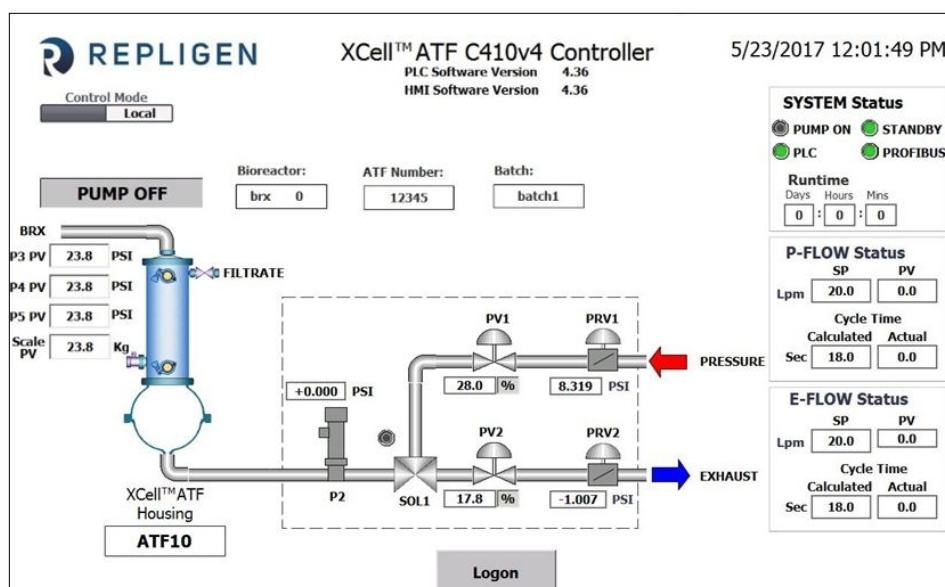 REPLIGEN
XCell™ ATF C410v4 Controller
PLC Software Version 4.36
HMI Software Version 4.36
5/23/2017 12:01:49 PM
Control Mode
Local
SYSTEM Status
PUMP ON STANDBY
PLC PROFIBUS
Runtime
Days Hours Mins
0 : 0 : 0
PUMP OFF
Bioreactor: ATF Number: Batch:
brx 0 12345 batch1
BRX
P3 PV 23.8 PSI
P4 PV 23.8 PSI
P5 PV 23.8 PSI
Scale PV 23.8 Kg
FILTRATE
P-FLOW Status
SP PV
Lpm 20.0 0.0
Cycle Time
Calculated Actual
Sec 18.0 0.0
PV1 PRV1
PRESSURE
28.0 % 8.319 PSI
+0.000 PSI
E-FLOW Status
SP PV
Lpm 20.0 0.0
Cycle Time
Calculated Actual
Sec 18.0 0.0
PV2 PRV2
EXHAUST
P2 SOL1
17.8 % -1.007 PSI
XCell™ ATF
Housing
ATF10
Logon